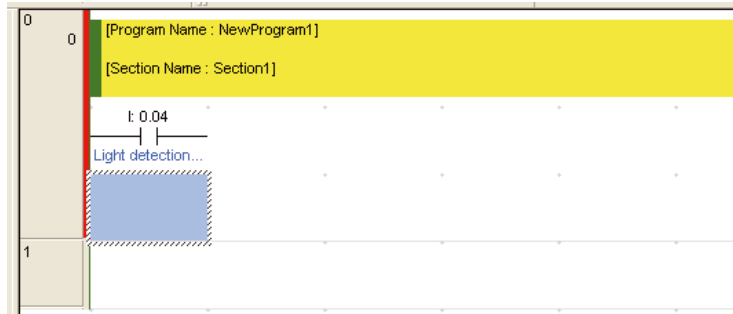 0
0
[Program Name : NewProgram1]
[Section Name : Section1]
I: 0.04
Light detection...
1